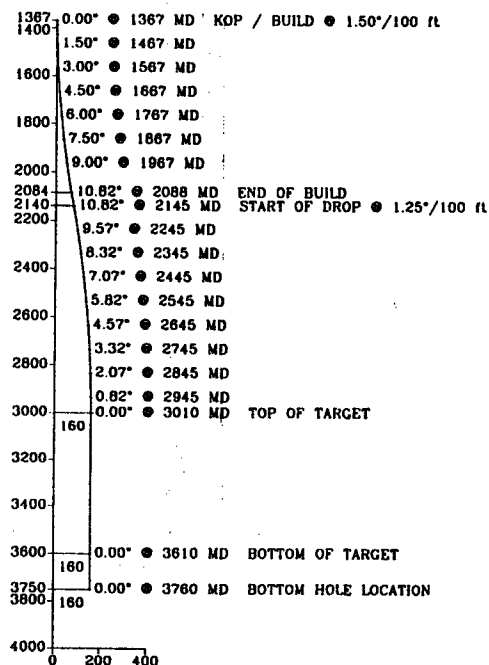 1367 0.00° @ 1367 MD KOP / BUILD @ 1.50°/100 ft
1400
1.50° @ 1467 MD
3.00° @ 1567 MD
1600
4.50° @ 1667 MD
6.00° @ 1767 MD
1800
7.50° @ 1867 MD
9.00° @ 1967 MD
2000
2084 10.82° @ 2088 MD END OF BUILD
2140 10.82° @ 2145 MD START OF DROP @ 1.25°/100 ft
2200
9.57° @ 2245 MD
8.32° @ 2345 MD
2400
7.07° @ 2445 MD
5.82° @ 2545 MD
2600
4.57° @ 2645 MD
3.32° @ 2745 MD
2800
2.07° @ 2845 MD
0.82° @ 2945 MD
3000 0.00° @ 3010 MD TOP OF TARGET
160
3200
3400
3600 0.00° @ 3610 MD BOTTOM OF TARGET
160
3750 0.00° @ 3760 MD BOTTOM HOLE LOCATION
3800 160
4000
0 200 400